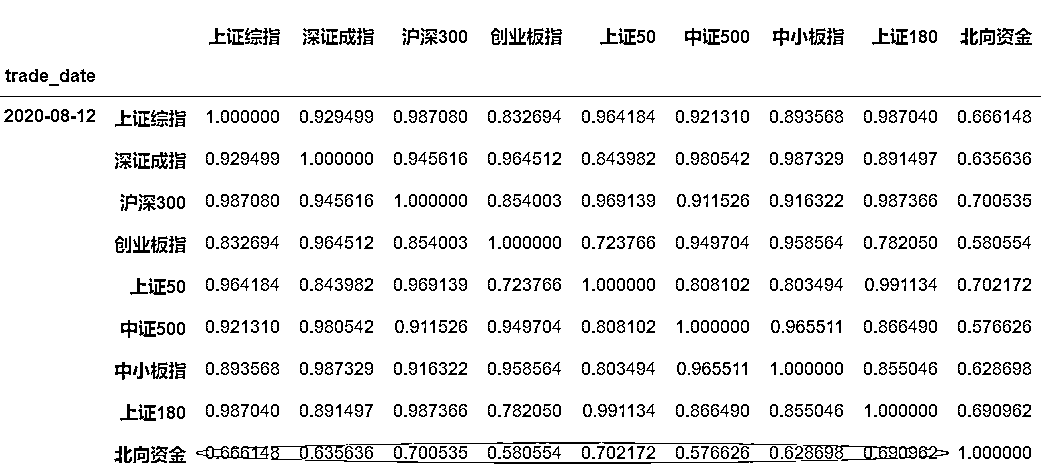 上证综指 深证成指 沪深300 创业板指 上证50 中证500 中小板指 上证180 北向资金
trade_date
2020-08-12 上证综指 1.000000 0.929499 0.987080 0.832694 0.964184 0.921310 0.893568 0.987040 0.666148
深证成指 0.929499 1.000000 0.945616 0.964512 0.843982 0.980542 0.987329 0.891497 0.635636
沪深300 0.987080 0.945616 1.000000 0.854003 0.969139 0.911526 0.916322 0.987366 0.700535
创业板指 0.832694 0.964512 0.854003 1.000000 0.723766 0.949704 0.958564 0.782050 0.580554
上证50 0.964184 0.843982 0.969139 0.723766 1.000000 0.808102 0.803494 0.991134 0.702172
中证500 0.921310 0.980542 0.911526 0.949704 0.808102 1.000000 0.965511 0.866490 0.576626
中小板指 0.893568 0.987329 0.916322 0.958564 0.803494 0.965511 1.000000 0.855046 0.628698
上证180 0.987040 0.891497 0.987366 0.782050 0.991134 0.866490 0.855046 1.000000 0.690962
北向资金 0.666148 0.635636 0.700535 0.580554 0.702172 0.576626 0.628698 0.690962 1.000000